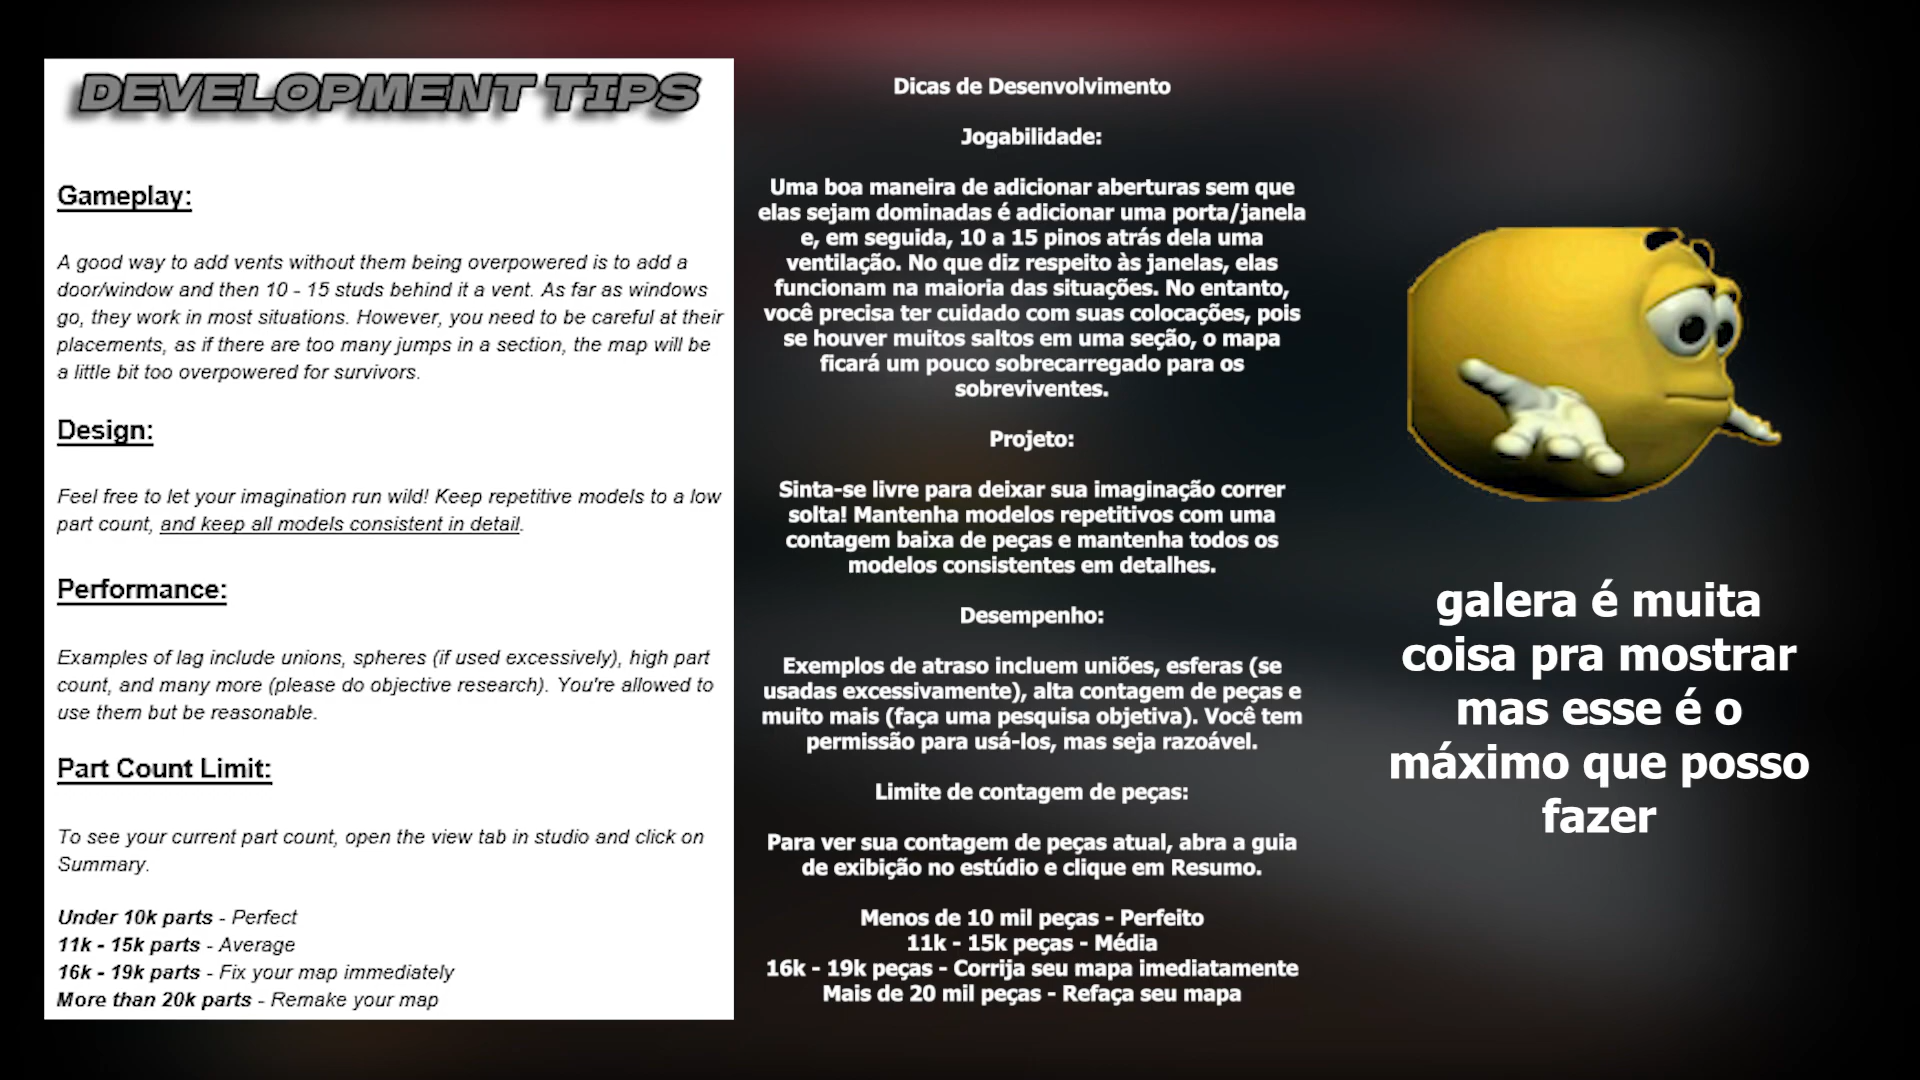 DEVELOPMENT TIPS
Gameplay:
A good way to add vents without them being overpowered is to add a
door/window and then 10 - 15 studs behind it a vent. As far as windows
go, they work in most situations. However, you need to be careful at their
placements, as if there are too many jumps in a section, the map will be
a little bit too overpowered for survivors.
Design:
Feel free to let your imagination run wild! Keep repetitive models to a low
part count, and keep all models consistent in detail.
Performance:
Examples of lag include unions, spheres (if used excessively), high part
count, and many more (please do objective research). You're allowed to
use them but be reasonable.
Part Count Limit:
To see your current part count, open the view tab in studio and click on
Summary.
Under 10k parts - Perfect
11k - 15k parts - Average
16k - 19k parts - Fix your map immediately
More than 20k parts - Remake your map
Dicas de Desenvolvimento
Jogabilidade:
Uma boa maneira de adicionar aberturas sem que
elas sejam dominadas é adicionar uma porta/janela
e, em seguida, 10 a 15 pinos atrás dela uma
ventilação. No que diz respeito às janelas, elas
funcionam na maioria das situações. No entanto,
você precisa ter cuidado com suas colocações, pois
se houver muitos saltos em uma seção, o mapa
ficará um pouco sobrecarregado para os
sobreviventes.
Projeto:
Sinta-se livre para deixar sua imaginação correr
solta! Mantenha modelos repetitivos com uma
contagem baixa de peças e mantenha todos os
modelos consistentes em detalhes.
Desempenho:
Exemplos de atraso incluem uniões, esferas (se
usadas excessivamente), alta contagem de peças e
muito mais (faça uma pesquisa objetiva). Você tem
permissão para usá-los, mas seja razoável.
Limite de contagem de peças:
Para ver sua contagem de peças atual, abra a guia
de exibição no estúdio e clique em Resumo.
Menos de 10 mil peças - Perfeito
11k - 15k peças - Média
16k - 19k peças - Corrija seu mapa imediatamente
Mais de 20 mil peças - Refaça seu mapa
galera é muita
coisa pra mostrar
mas esse é o
máximo que posso
fazer